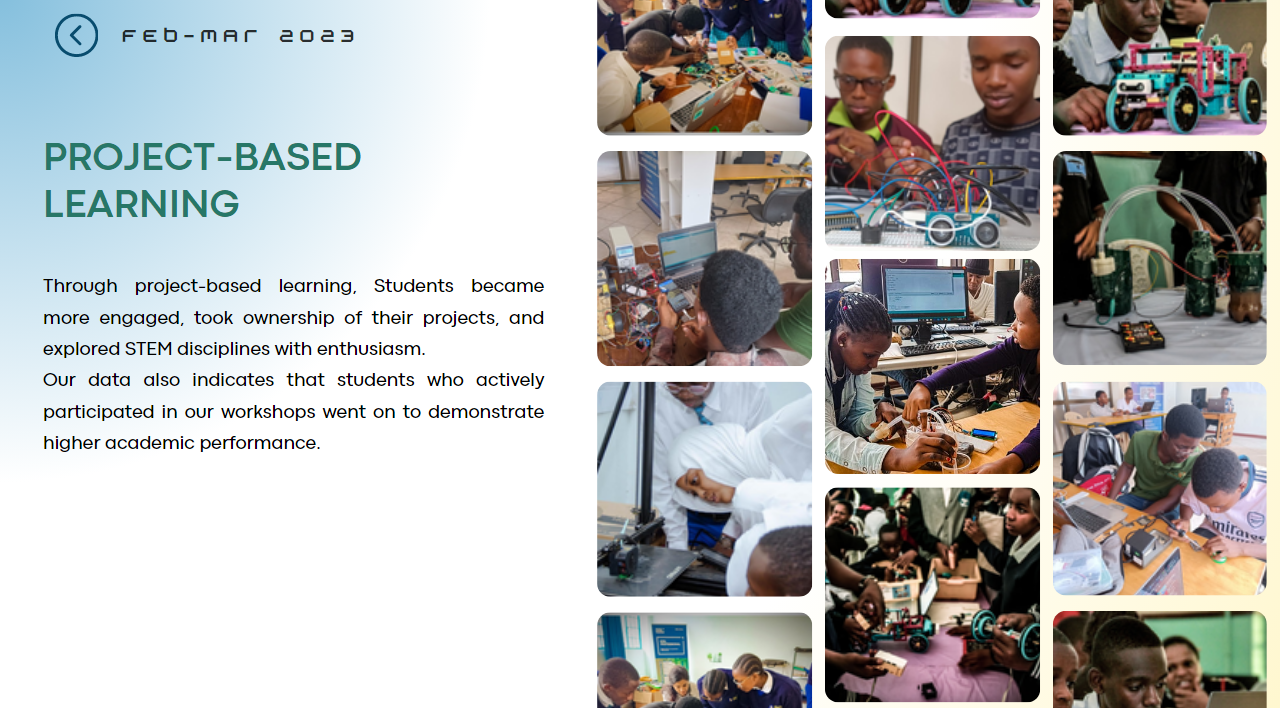 Feb-Mar 2023
PROJECT-BASED
LEARNING
Through project-based learning, Students became
more engaged, took ownership of their projects, and
explored STEM disciplines with enthusiasm.
Our data also indicates that students who actively
participated in our workshops went on to demonstrate
higher academic performance.